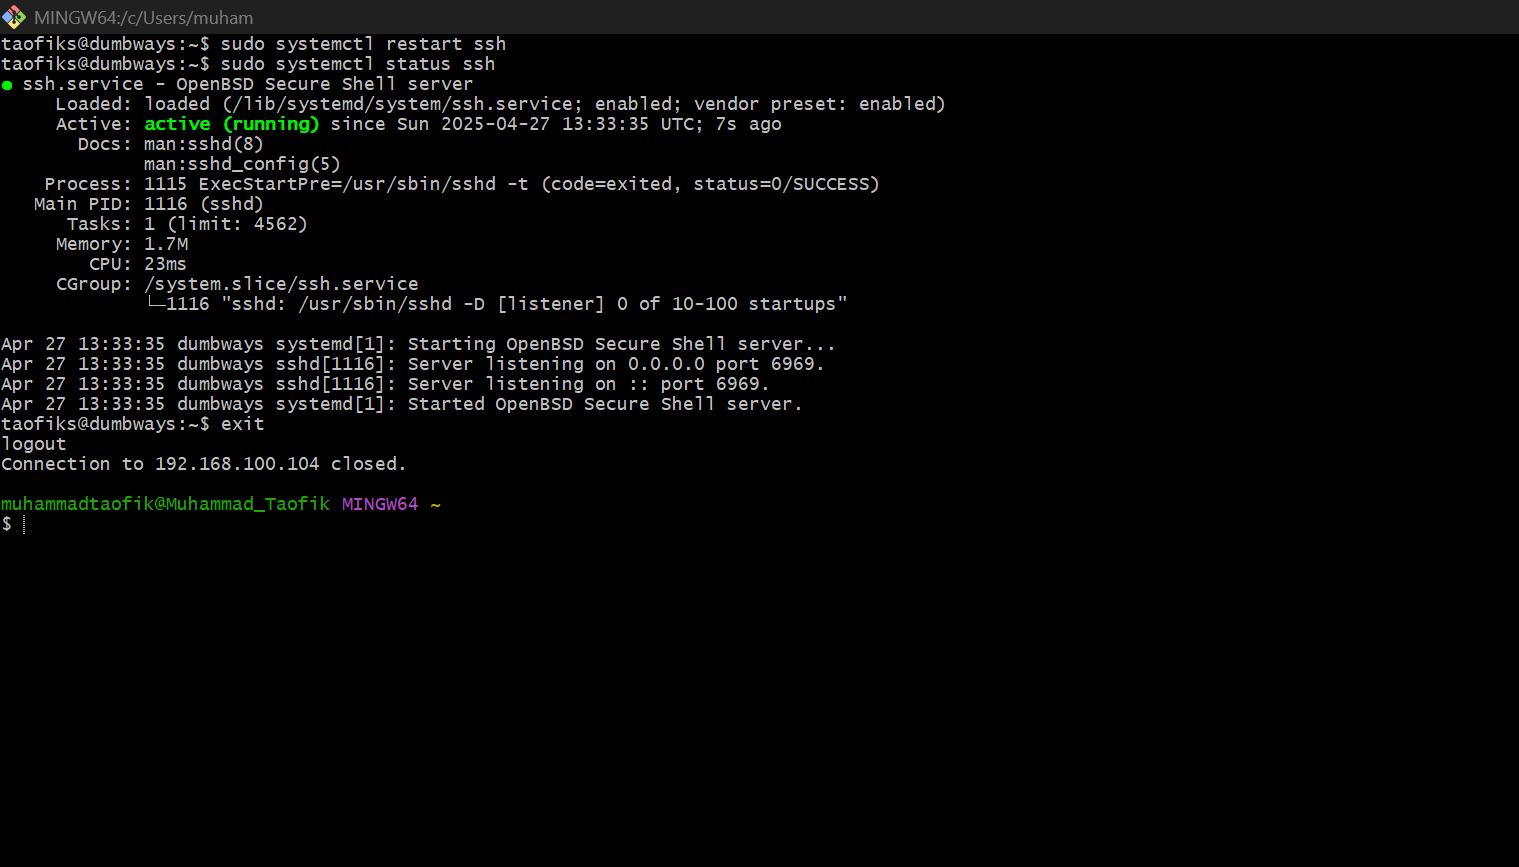 MINGW64:/c/Users/muham
taofiks@dumbways:~$ sudo systemctl restart ssh
taofiks@dumbways:~$ sudo systemctl status ssh
● ssh.service - OpenBSD Secure Shell server
     Loaded: loaded (/lib/systemd/system/ssh.service; enabled; vendor preset: enabled)
     Active: active (running) since Sun 2025-04-27 13:33:35 UTC; 7s ago
       Docs: man:sshd(8)
             man:sshd_config(5)
    Process: 1115 ExecStartPre=/usr/sbin/sshd -t (code=exited, status=0/SUCCESS)
   Main PID: 1116 (sshd)
      Tasks: 1 (limit: 4562)
     Memory: 1.7M
        CPU: 23ms
     CGroup: /system.slice/ssh.service
             └─1116 "sshd: /usr/sbin/sshd -D [listener] 0 of 10-100 startups"
Apr 27 13:33:35 dumbways systemd[1]: Starting OpenBSD Secure Shell server...
Apr 27 13:33:35 dumbways sshd[1116]: Server listening on 0.0.0.0 port 6969.
Apr 27 13:33:35 dumbways sshd[1116]: Server listening on :: port 6969.
Apr 27 13:33:35 dumbways systemd[1]: Started OpenBSD Secure Shell server.
taofiks@dumbways:~$ exit
logout
Connection to 192.168.100.104 closed.
muhammadtaofik@Muhammad_Taofik MINGW64 ~
$